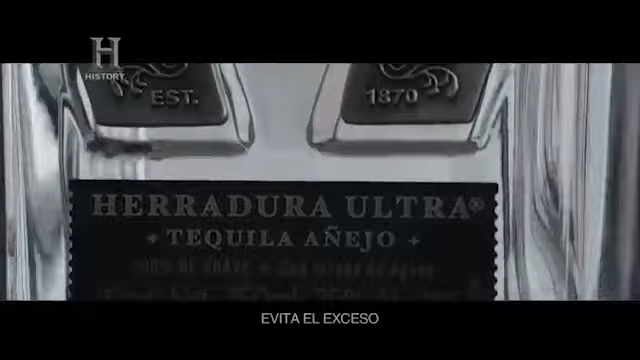 H
HISTORY
EST. 1870
HERRADURA ULTRA®
TEQUILA AÑEJO
EVITA EL EXCESO